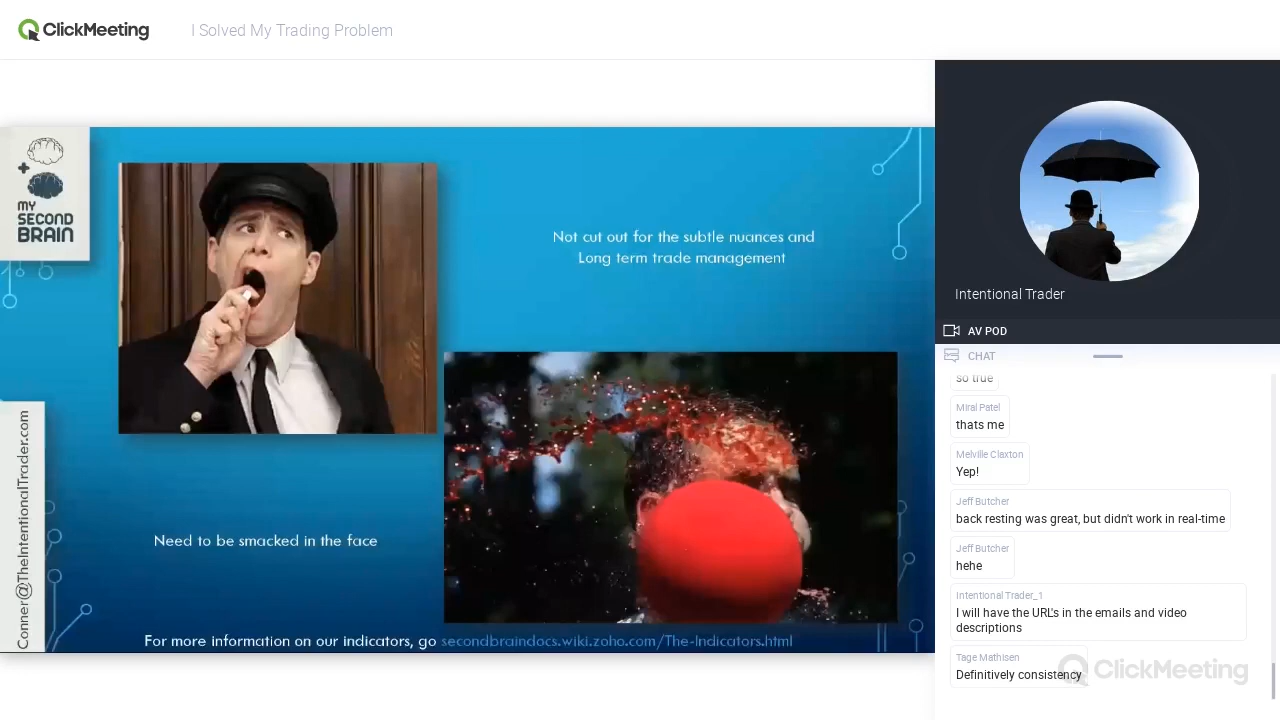 ClickMeeting
I Solved My Trading Problem
MY
SECOND
BRAIN
Not cut out for the subtle nuances and
Long term trade management
Need to be smacked in the face
Conner@TheIntentionalTrader.com
For more information on our indicators, go secondbraindocs.wiki.zoho.com/The-Indicators.html
Intentional Trader
AV POD
CHAT
so true
Miral Patel
thats me
Melville Claxton
Yep!
Jeff Butcher
back resting was great, but didn't work in real-time
Jeff Butcher
hehe
Intentional Trader_1
I will have the URL's in the emails and video
descriptions
Tage Mathisen
Definitively consistency
ClickMeeting